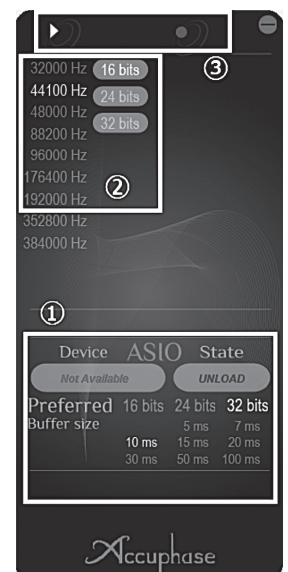 ③
32000 Hz 16 bits
44100 Hz 24 bits
48000 Hz 32 bits
88200 Hz
96000 Hz
176400 Hz ②
192000 Hz
352800 Hz
384000 Hz
①
Device ASIO State
Not Available UNLOAD
Preferred 16 bits 24 bits 32 bits
Buffer size 5 ms 7 ms
10 ms 15 ms 20 ms
30 ms 50 ms 100 ms
Accuphase